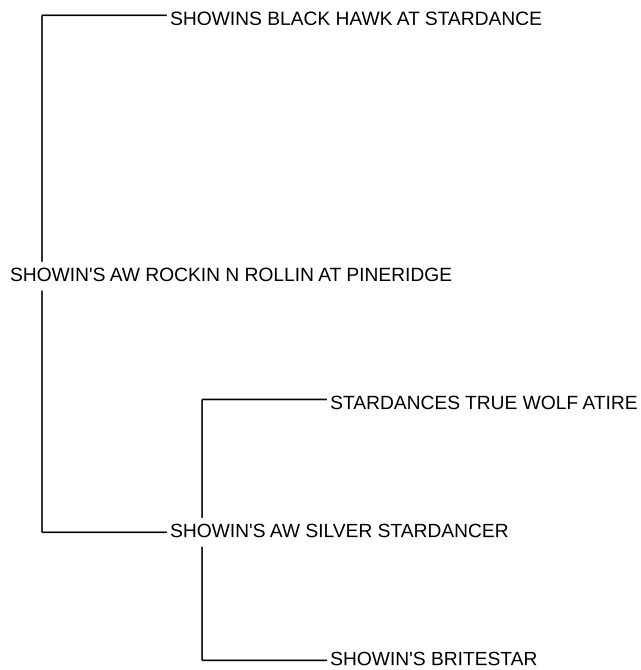 SHOWINS BLACK HAWK AT STARDANCE
SHOWIN'S AW ROCKIN N ROLLIN AT PINERIDGE
STARDANCES TRUE WOLF ATIRE
SHOWIN'S AW SILVER STARDANCER
SHOWIN'S BRITESTAR